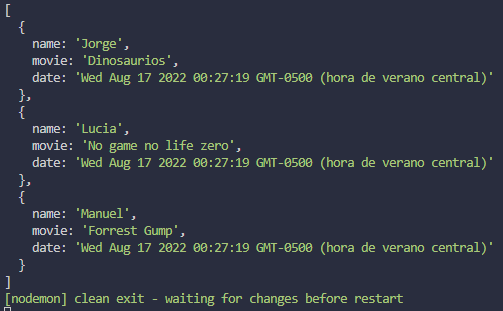 [
  {
    name: 'Jorge',
    movie: 'Dinosaurios',
    date: 'Wed Aug 17 2022 00:27:19 GMT-0500 (hora de verano central)'
  },
  {
    name: 'Lucia',
    movie: 'No game no life zero',
    date: 'Wed Aug 17 2022 00:27:19 GMT-0500 (hora de verano central)'
  },
  {
    name: 'Manuel',
    movie: 'Forrest Gump',
    date: 'Wed Aug 17 2022 00:27:19 GMT-0500 (hora de verano central)'
  }
]
[nodemon] clean exit - waiting for changes before restart